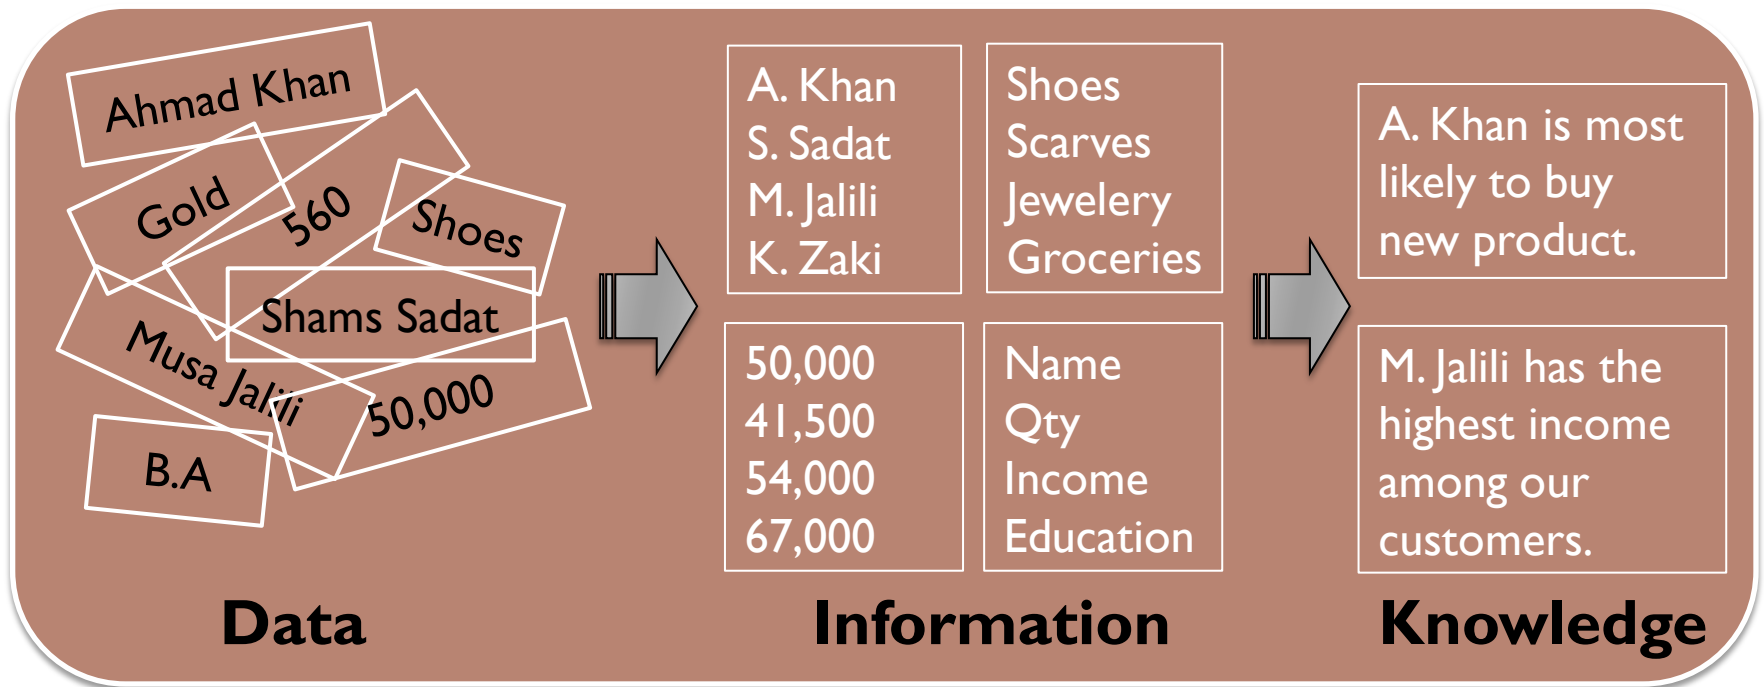 Ahmad Khan
Gold
560
Shoes
Shams Sadat
Musa Jalili
50,000
B.A
Data
A. Khan
S. Sadat
M. Jalili
K. Zaki
Shoes
Scarves
Jewelery
Groceries
50,000
41,500
54,000
67,000
Name
Qty
Income
Education
Information
A. Khan is most
likely to buy
new product.
M. Jalili has the
highest income
among our
customers.
Knowledge